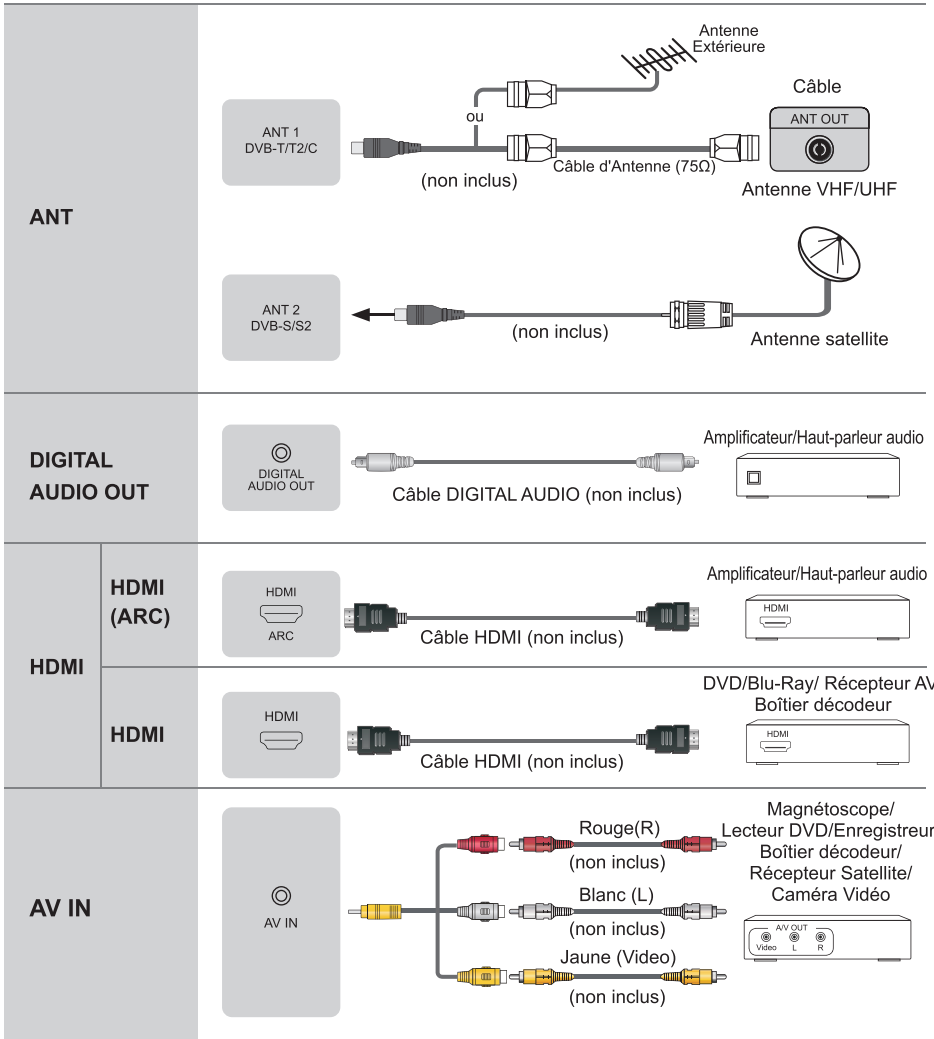 ANT
Antenne
Extérieure
ou
ANT 1
DVB-T/T2/C
(non inclus)
Câble d'Antenne (75Ω)
Câble
ANT OUT
Antenne VHF/UHF
ANT 2
DVB-S/S2
(non inclus)
Antenne satellite
DIGITAL
AUDIO OUT
DIGITAL
AUDIO OUT
Câble DIGITAL AUDIO (non inclus)
Amplificateur/Haut-parleur audio
HDMI
HDMI
(ARC)
HDMI
ARC
Câble HDMI (non inclus)
Amplificateur/Haut-parleur audio
HDMI
HDMI
HDMI
Câble HDMI (non inclus)
DVD/Blu-Ray/ Récepteur AV
Boîtier décodeur
HDMI
AV IN
AV IN
Rouge(R)
(non inclus)
Blanc (L)
(non inclus)
Jaune (Video)
(non inclus)
Magnétoscope/
Lecteur DVD/Enregistreur
Boîtier décodeur/
Récepteur Satellite/
Caméra Vidéo
A/V OUT
Video L R